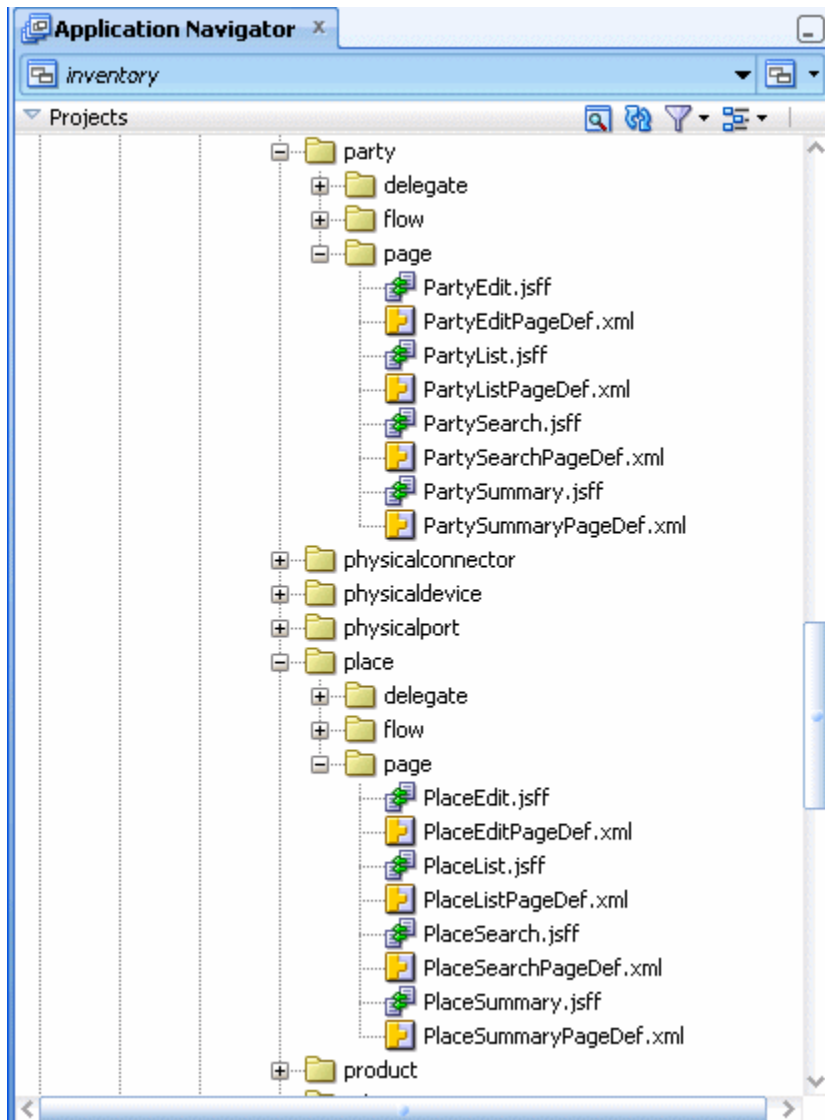 Application Navigator x
inventory
Projects
party
delegate
flow
page
PartyEdit.jsff
PartyEditPageDef.xml
PartyList.jsff
PartyListPageDef.xml
PartySearch.jsff
PartySearchPageDef.xml
PartySummary.jsff
PartySummaryPageDef.xml
physicalconnector
physicaldevice
physicalport
place
delegate
flow
page
PlaceEdit.jsff
PlaceEditPageDef.xml
PlaceList.jsff
PlaceListPageDef.xml
PlaceSearch.jsff
PlaceSearchPageDef.xml
PlaceSummary.jsff
PlaceSummaryPageDef.xml
product